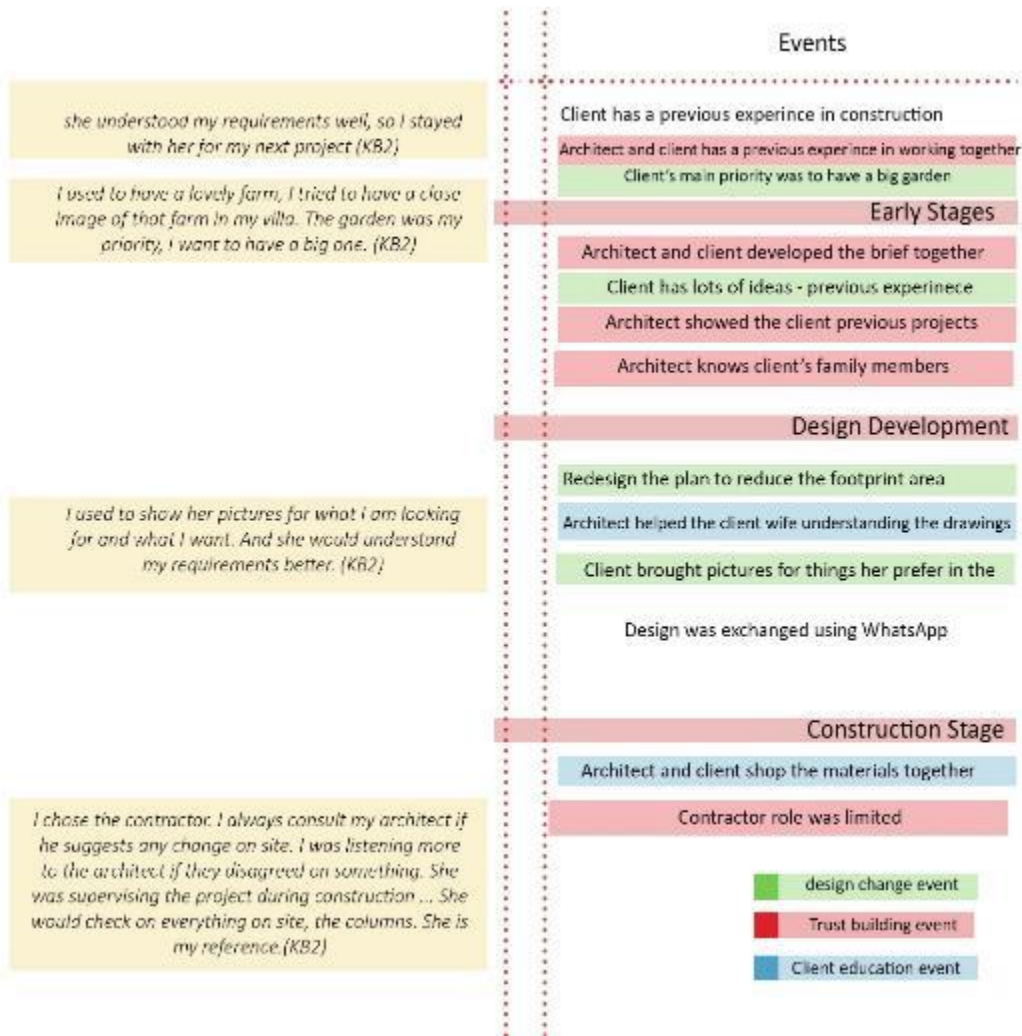 Events
she understood my requirements well, so I stayed
with her for my next project (KB2)
Client has a previous experince in construction
Architect and client has a previous experince in working together
Client's main priority was to have a big garden
I used to have a lovely farm, I tried to have a close
image of that farm in my villa. The garden was my
priority, I want to have a big one. (KB2)
Early Stages
Architect and client developed the brief together
Client has lots of ideas - previous experinece
Architect showed the client previous projects
Architect knows client's family members
Design Development
Redesign the plan to reduce the footprint area
I used to show her pictures for what I am looking
for and what I want. And she would understand
my requirements better. (KB2)
Architect helped the client wife understanding the drawings
Client brought pictures for things her prefer in the
Design was exchanged using WhatsApp
Construction Stage
Architect and client shop the materials together
Contractor role was limited
I chose the contractor. I always consult my architect if
he suggests any change on site. I was listening more
to the architect if they disagreed on something. She
was supervising the project during construction ... She
would check on everything on site, the columns. She is
my reference.(KB2)
design change event
Trust building event
Client education event